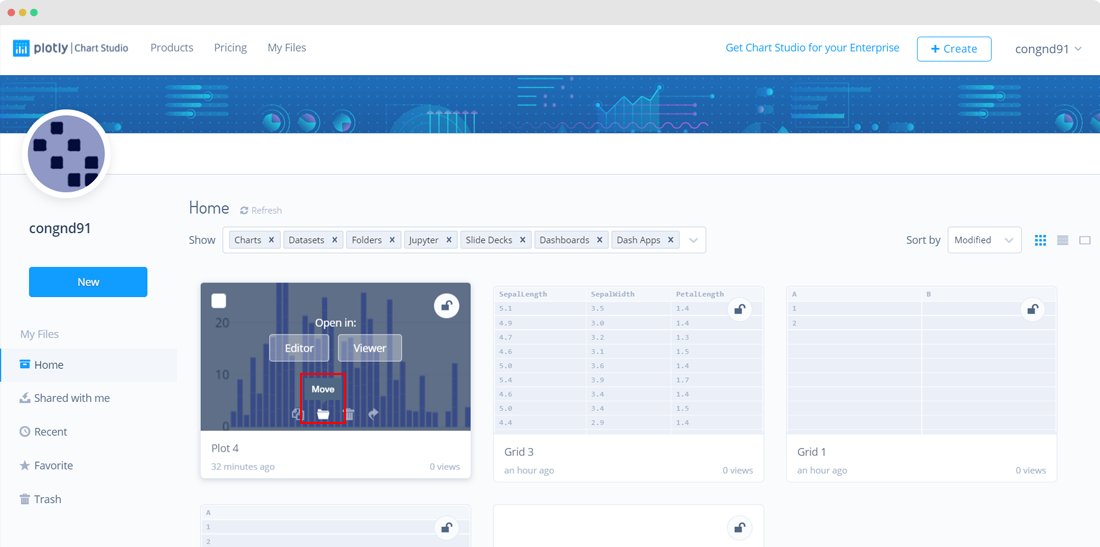 plotly | Chart Studio Products Pricing My Files Get Chart Studio for your Enterprise + Create congnd91
congnd91
New
My Files
Home
Shared with me
Recent
Favorite
Trash
Home Refresh
Show Charts x Datasets x Folders x Jupyter x Slide Decks x Dashboards x Dash Apps x Sort by Modified
20
10
0
Open in:
Editor Viewer
Move
Plot 4
32 minutes ago 0 views
SepalLength SepalWidth PetalLength
5.1 3.5 1.4
4.9 3.0 1.4
4.7 3.2 1.3
4.6 3.1 1.5
5.0 3.6 1.4
5.4 3.9 1.7
4.6 3.4 1.4
5.0 3.4 1.5
4.4 2.9 1.4
Grid 3
an hour ago 0 views
A B
1
2
Grid 1
an hour ago 0 views
A
1
2